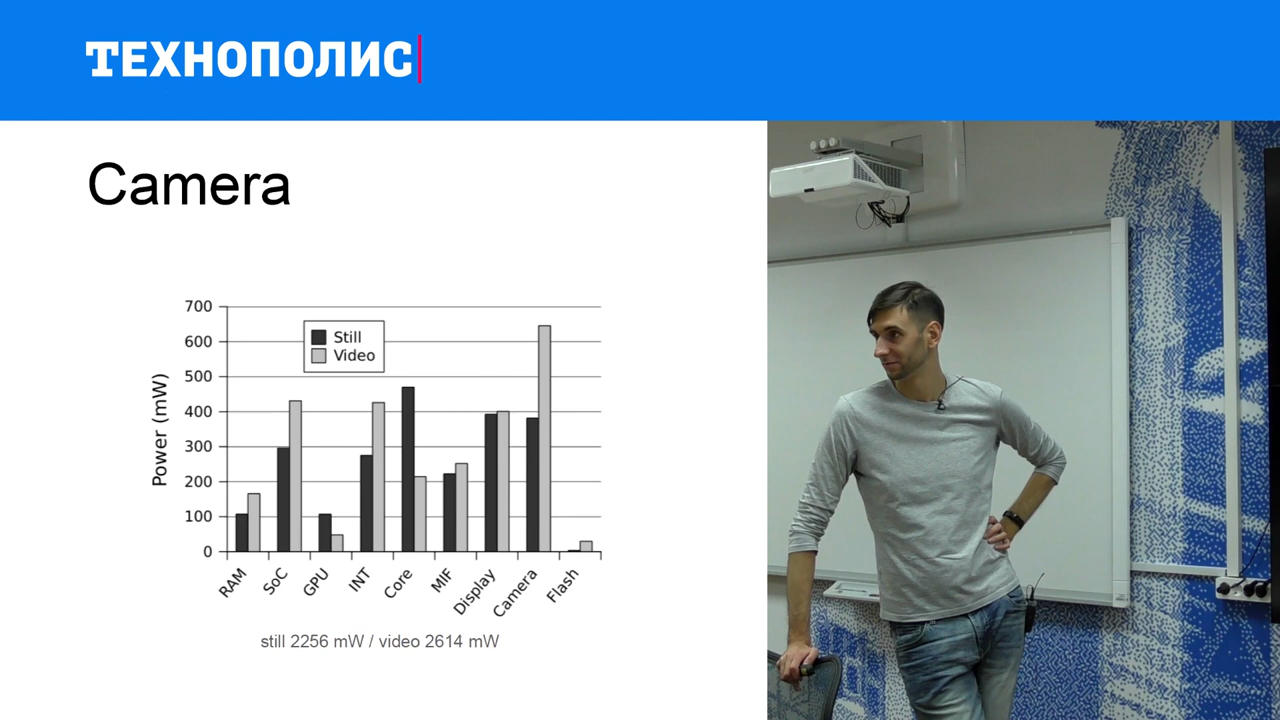 ТЕХНОПОЛИС
Camera
700
600
500
400
300
200
100
0
Power (mW)
Still
Video
RAM
SoC
GPU
INT
Core
MIF
Display
Camera
Flash
still 2256 mW / video 2614 mW